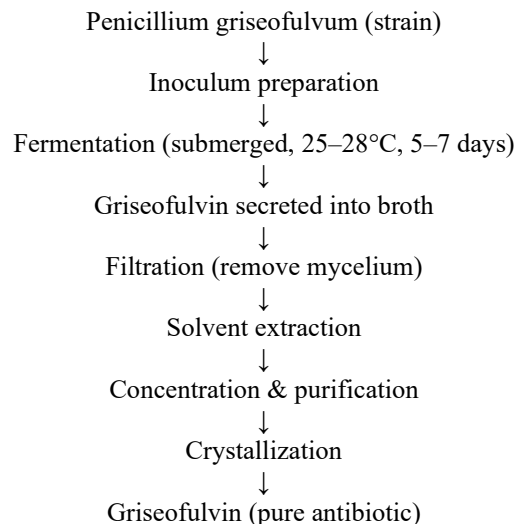 Penicillium griseofulvum (strain)
↓
Inoculum preparation
↓
Fermentation (submerged, 25–28°C, 5–7 days)
↓
Griseofulvin secreted into broth
↓
Filtration (remove mycelium)
↓
Solvent extraction
↓
Concentration & purification
↓
Crystallization
↓
Griseofulvin (pure antibiotic)